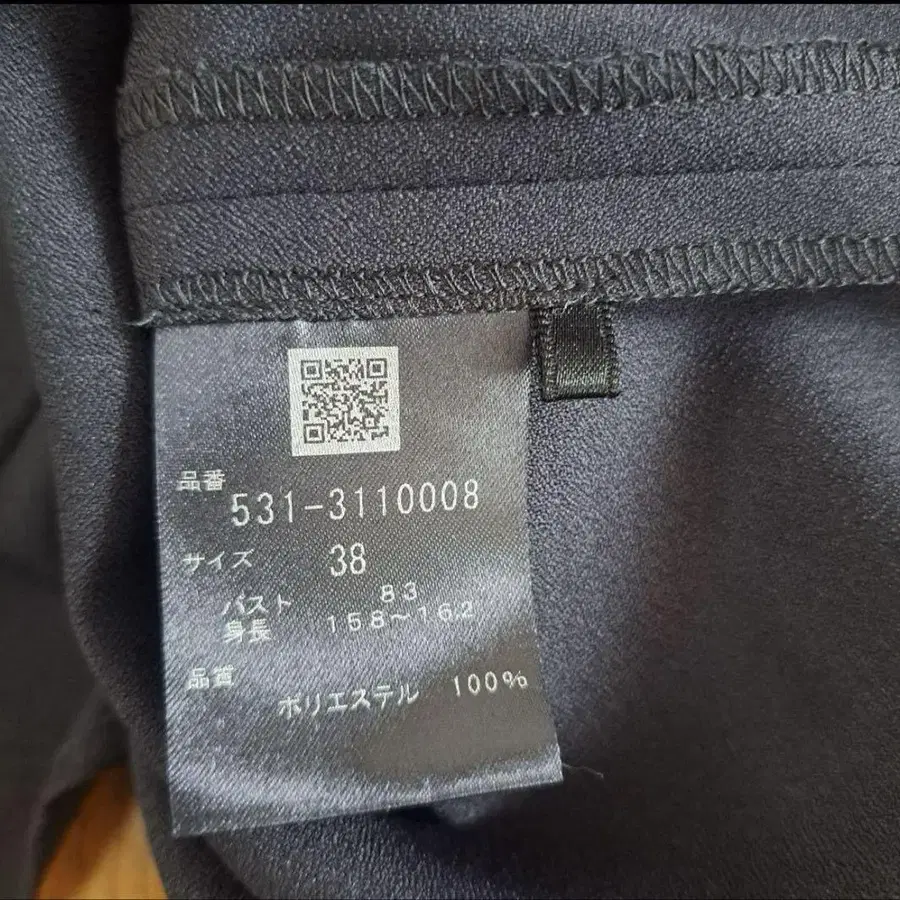 品番
531-3110008
サイズ 38
バスト 83
身長 158～162
品質
ポリエステル 100%